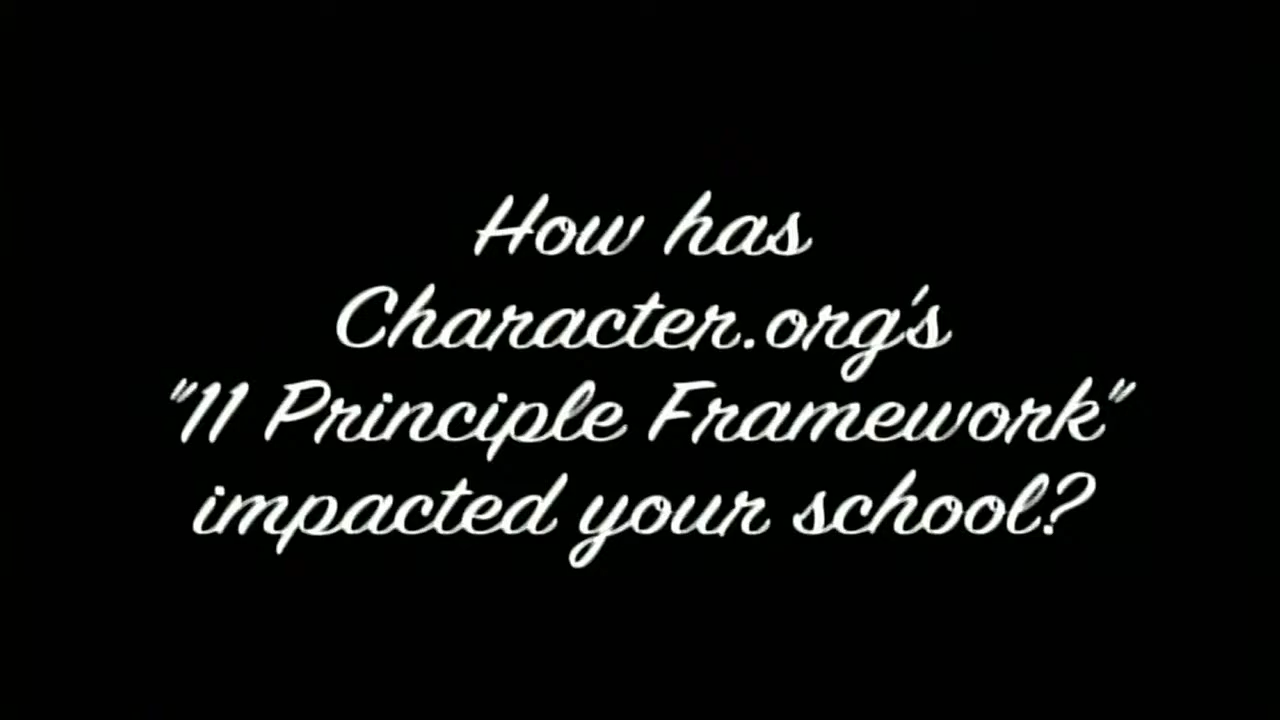 How has
Character.org's
"11 Principle Framework"
impacted your school?